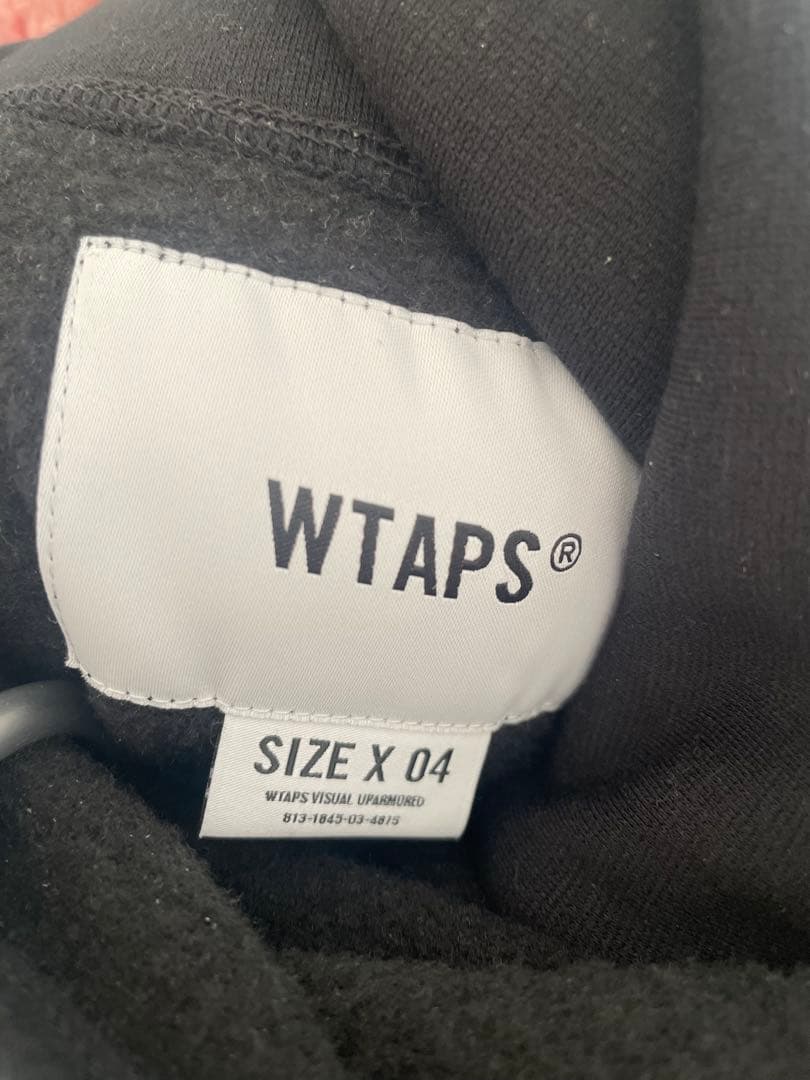 WTAPS®
SIZE X 04
WTAPS VISUAL UPARMORED
813-1845-03-4875